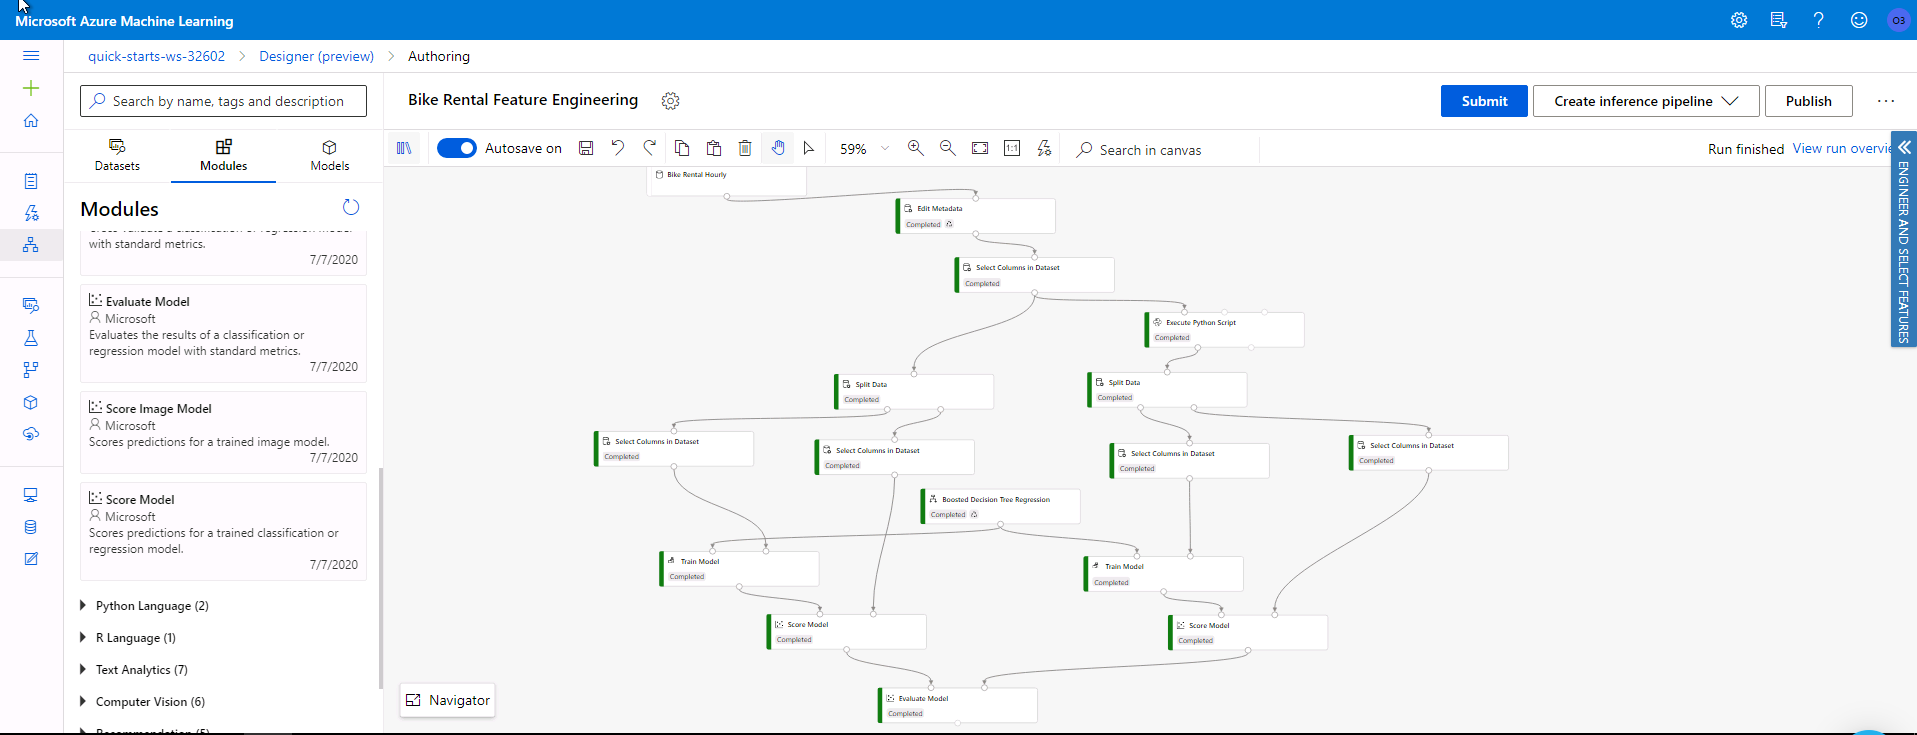 Microsoft Azure Machine Learning
O3
quick-starts-ws-32602 > Designer (preview) > Authoring
Search by name, tags and description
Datasets
Modules
Models
Modules
with standard metrics.
7/7/2020
Evaluate Model
Microsoft
Evaluates the results of a classification or
regression model with standard metrics.
7/7/2020
Score Image Model
Microsoft
Scores predictions for a trained image model.
7/7/2020
Score Model
Microsoft
Scores predictions for a trained classification or
regression model.
7/7/2020
Python Language (2)
R Language (1)
Text Analytics (7)
Computer Vision (6)
Recommendation (5)
Bike Rental Feature Engineering
Submit
Create inference pipeline
Publish
Autosave on
59%
1:1
Search in canvas
Run finished
View run overvie
ENGINEER AND SELECT FEATURES
Bike Rental Hourly
Edit Metadata
Completed
Select Columns in Dataset
Completed
Execute Python Script
Completed
Split Data
Completed
Split Data
Completed
Select Columns in Dataset
Completed
Select Columns in Dataset
Completed
Select Columns in Dataset
Completed
Select Columns in Dataset
Completed
Boosted Decision Tree Regression
Completed
Train Model
Completed
Train Model
Completed
Score Model
Completed
Score Model
Completed
Evaluate Model
Completed
Navigator